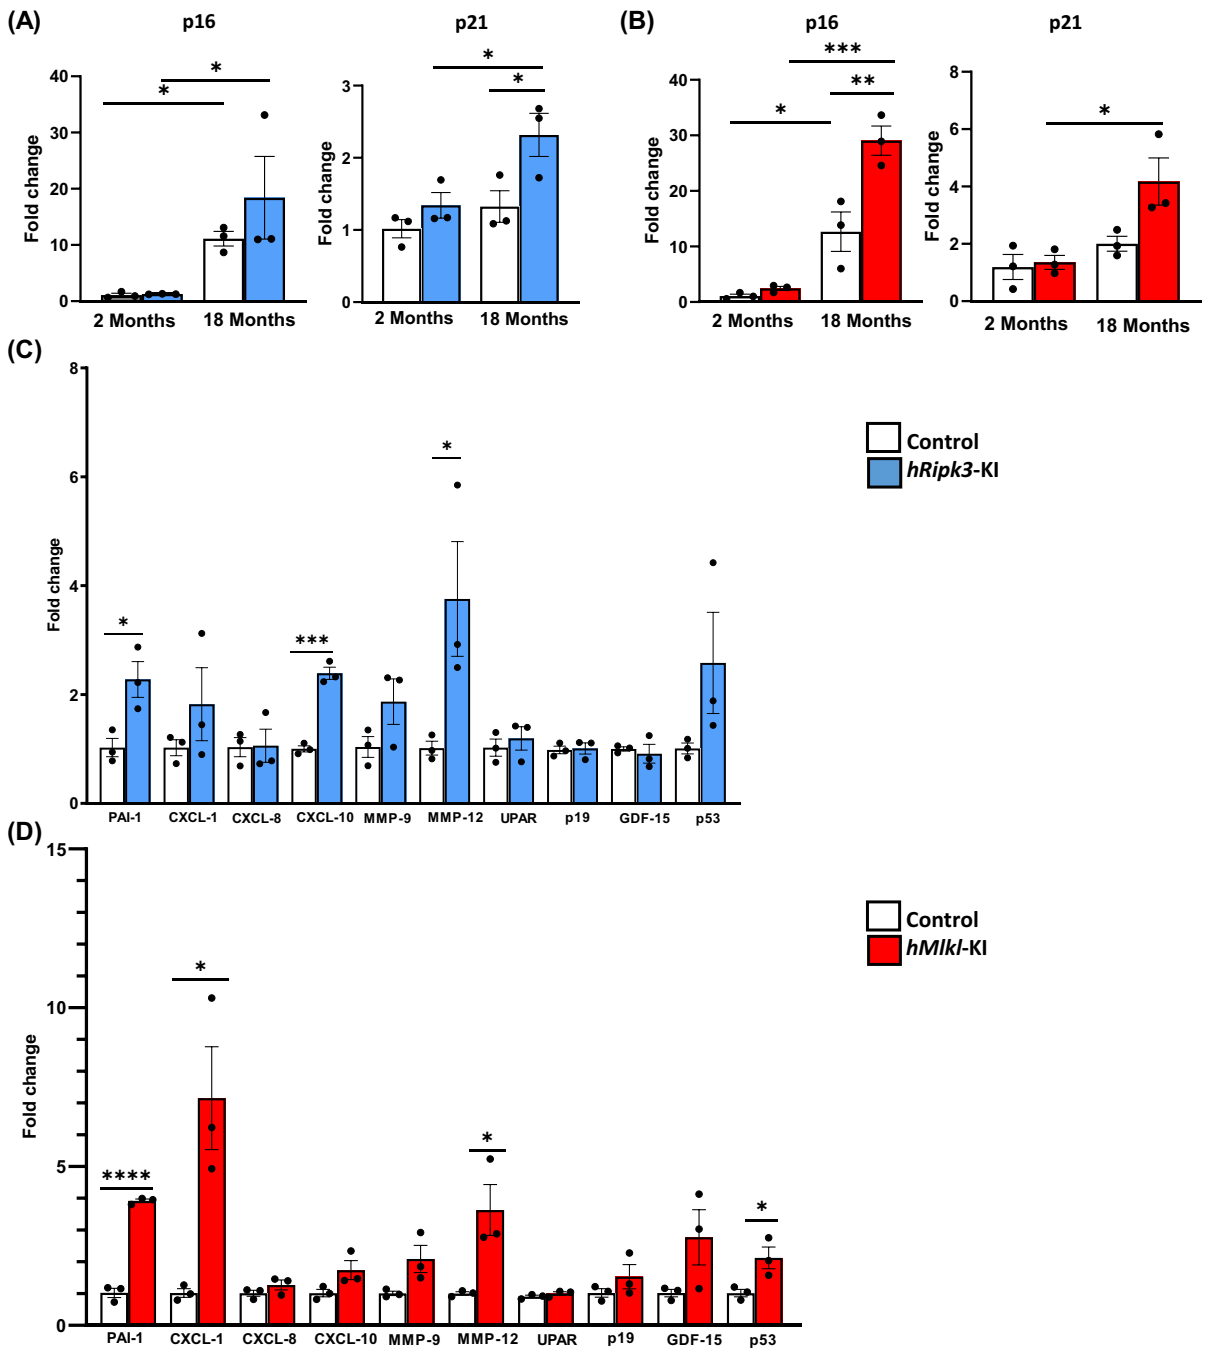 (A)
p16
p21
(B)
p16
p21
Fold change
40
30
20
10
0
*
*
2 Months
18 Months
Fold change
3
2
1
0
*
*
2 Months
18 Months
Fold change
40
30
20
10
0
*
***
**
2 Months
18 Months
Fold change
8
6
4
2
0
*
2 Months
18 Months
(C)
Fold change
8
6
4
2
0
*
***
*
PAI-1 CXCL-1 CXCL-8 CXCL-10 MMP-9 MMP-12 UPAR p19 GDF-15 p53
Control
hRipk3-KI
(D)
Fold change
15
10
5
0
****
*
*
*
PAI-1 CXCL-1 CXCL-8 CXCL-10 MMP-9 MMP-12 UPAR p19 GDF-15 p53
Control
hMlkl-KI